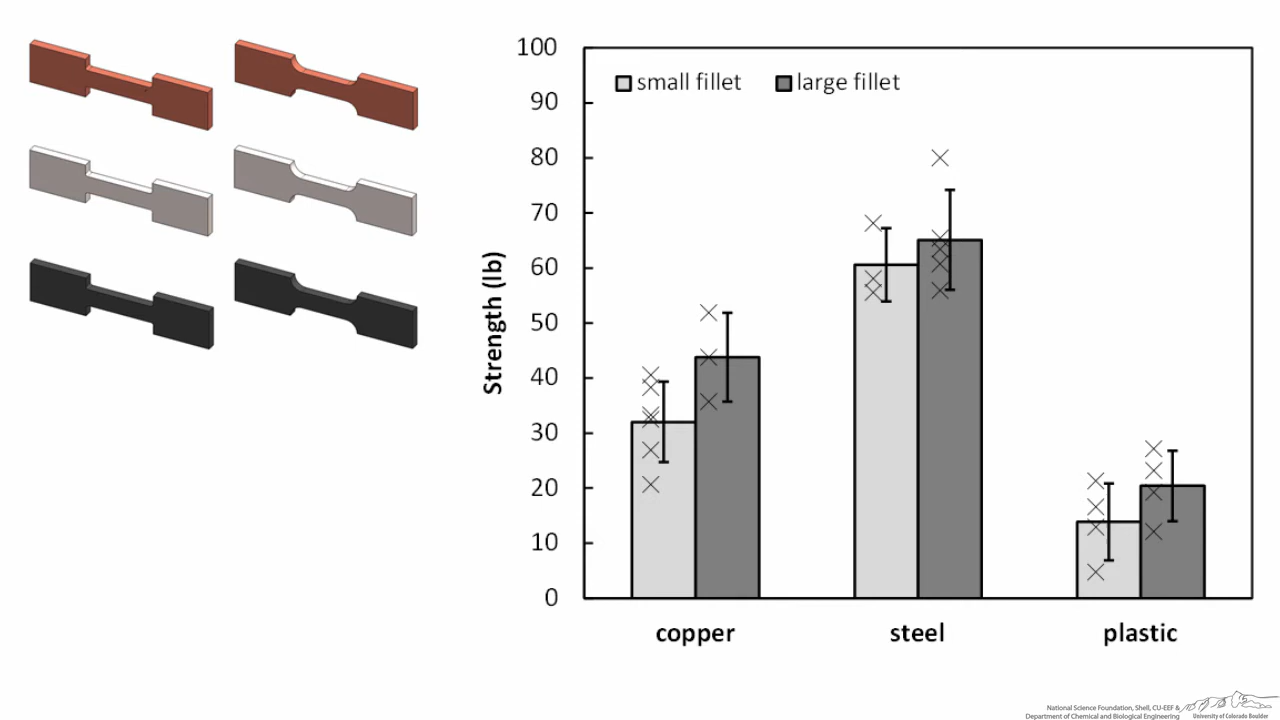 100
90
80
70
60
50
40
30
20
10
0
Strength (lb)
small fillet large fillet
copper steel plastic
National Science Foundation, Shell, CU-EEF &
Department of Chemical and Biological Engineering
University of Colorado Boulder